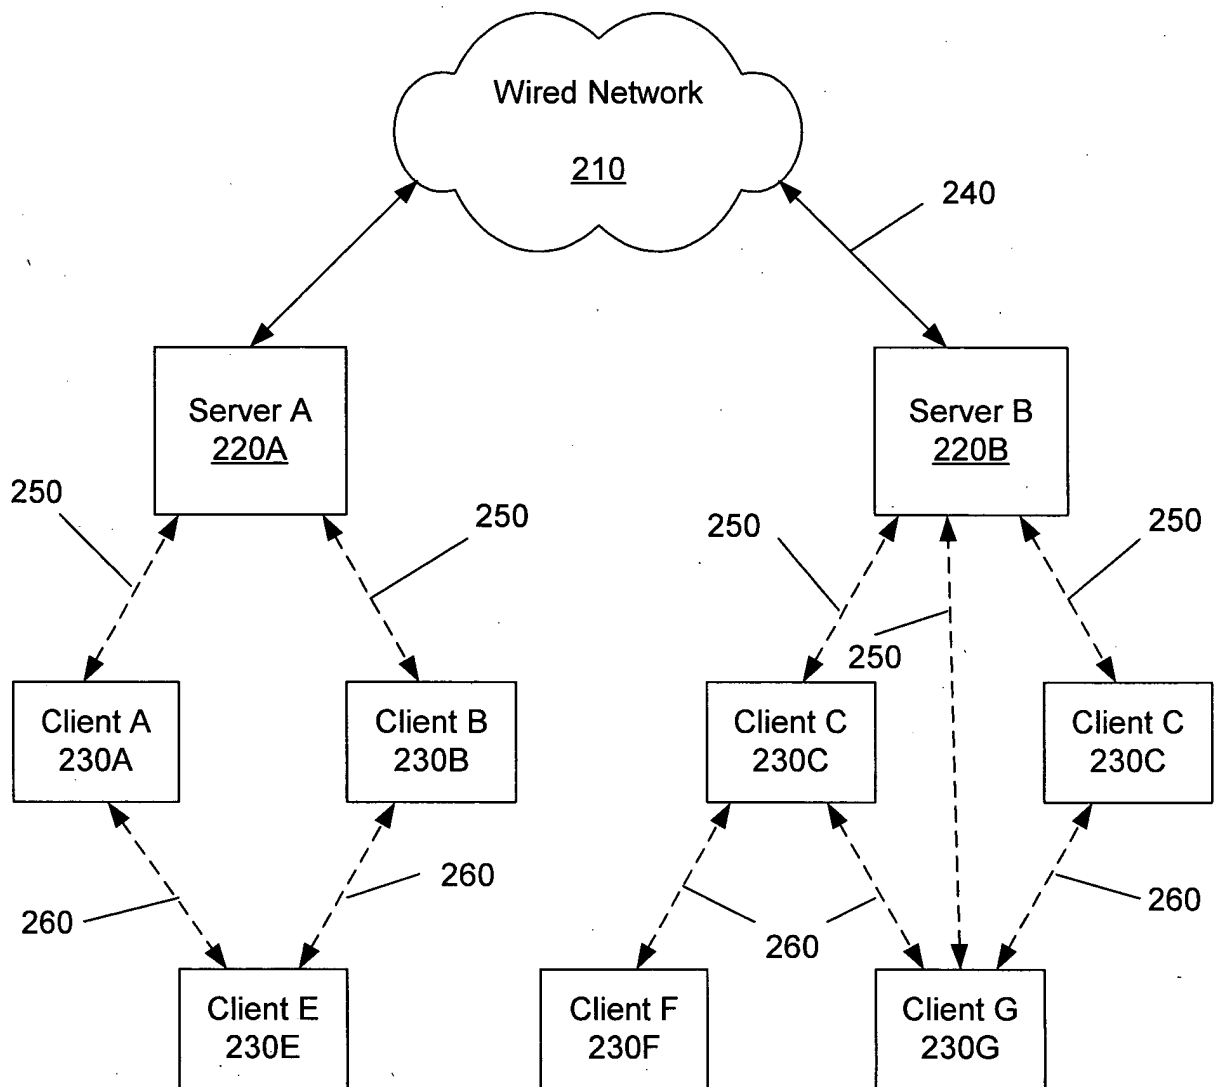 Wired Network
210
240
Server A
220A
Server B
220B
250
250
250
250
250
Client A
230A
Client B
230B
Client C
230C
Client C
230C
260
260
260
260
Client E
230E
Client F
230F
Client G
230G